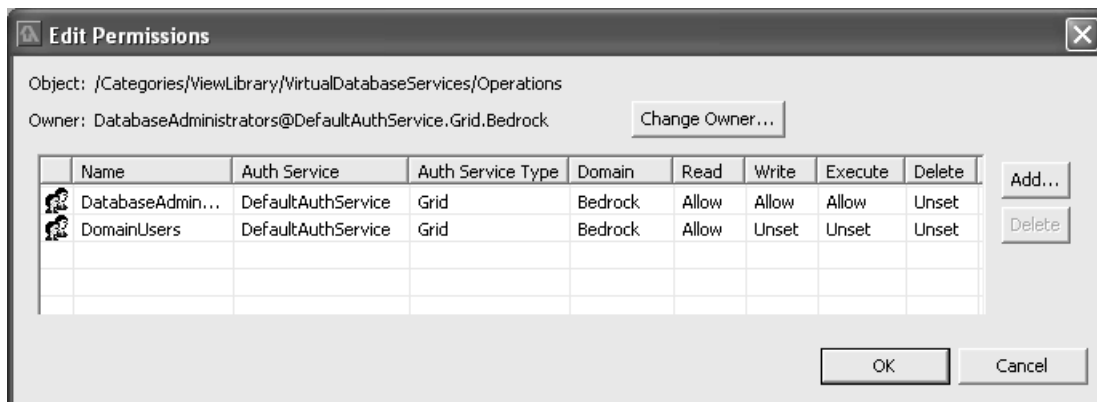 Edit Permissions
Object: /Categories/ViewLibrary/VirtualDatabaseServices/Operations
Owner: DatabaseAdministrators@DefaultAuthService.Grid.Bedrock Change Owner...
Name Auth Service Auth Service Type Domain Read Write Execute Delete Add...
DatabaseAdmin... DefaultAuthService Grid Bedrock Allow Allow Allow Unset
DomainUsers DefaultAuthService Grid Bedrock Allow Unset Unset Unset Delete
OK Cancel